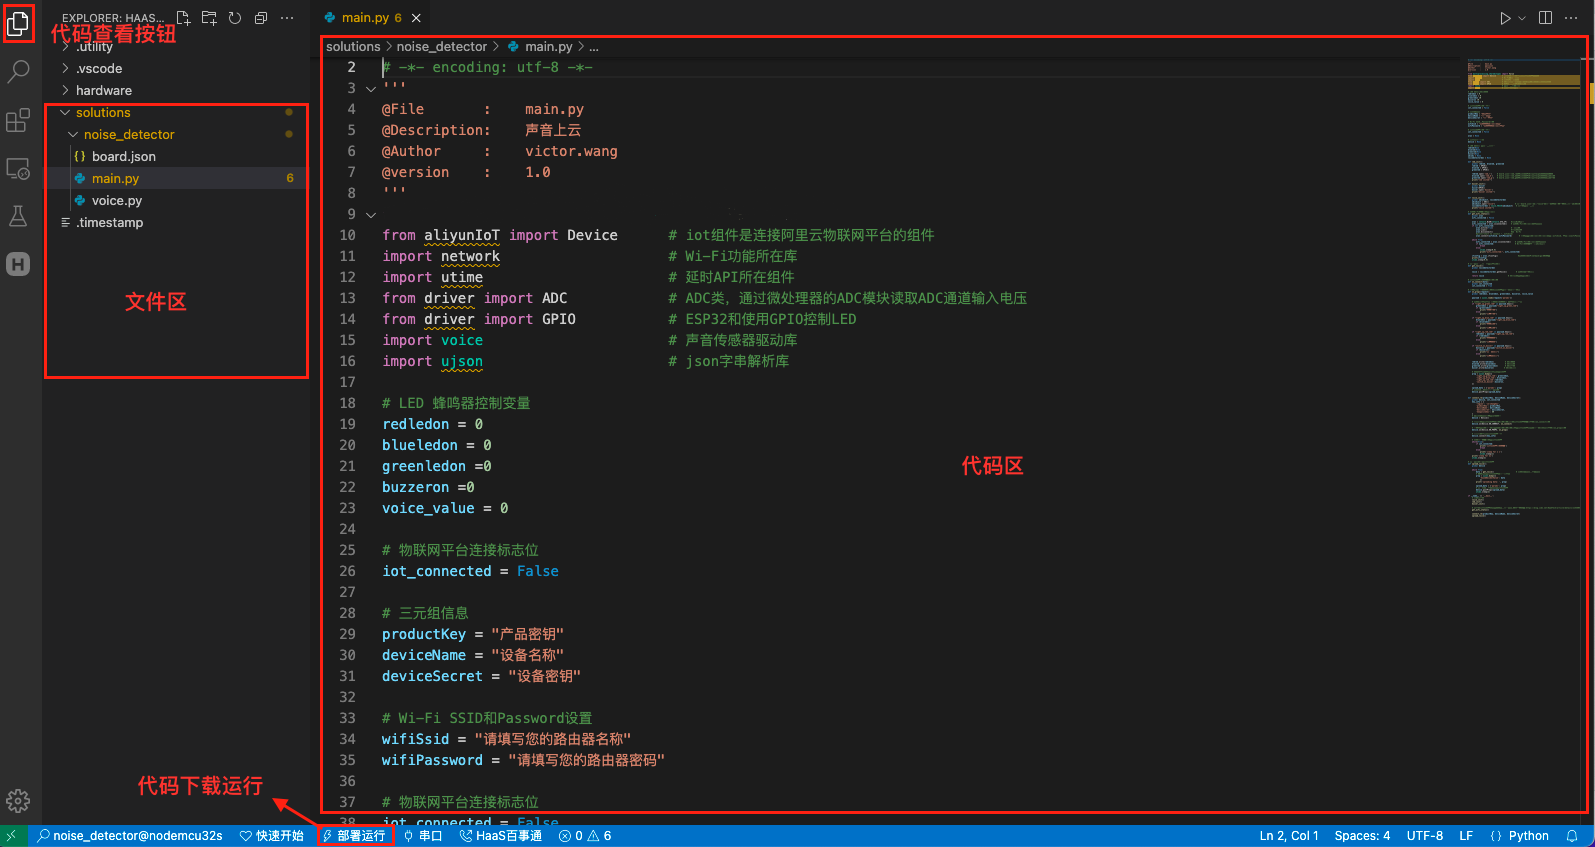 EXPLORER: HAAS...
代码查看按钮
.utility
.vscode
hardware
solutions
noise_detector
{} board.json
main.py 6
voice.py
.timestamp
文件区
main.py 6
solutions > noise_detector > main.py > ...
2 # -*- encoding: utf-8 -*-
3 '''
4 @File : main.py
5 @Description: 声音上云
6 @Author : victor.wang
7 @version : 1.0
8 '''
9
10 from aliyunIoT import Device # iot组件是连接阿里云物联网平台的组件
11 import network # Wi-Fi功能所在库
12 import utime # 延时API所在组件
13 from driver import ADC # ADC类，通过微处理器的ADC模块读取ADC通道输入电压
14 from driver import GPIO # ESP32和使用GPIO控制LED
15 import voice # 声音传感器驱动库
16 import ujson # json字串解析库
17
18 # LED 蜂鸣器控制变量
19 redledon = 0
20 blueledon = 0
21 greenledon =0
22 buzzeron =0
23 voice_value = 0
24
25 # 物联网平台连接标志位
26 iot_connected = False
27
28 # 三元组信息
29 productKey = "产品密钥"
30 deviceName = "设备名称"
31 deviceSecret = "设备密钥"
32
33 # Wi-Fi SSID和Password设置
34 wifiSsid = "请填写您的路由器名称"
35 wifiPassword = "请填写您的路由器密码"
36
37 # 物联网平台连接标志位
38 iot_connected = False
代码区
代码下载运行
noise_detector@nodemcu32s 快速开始 部署运行 串口 HaaS百事通 0 6 Ln 2, Col 1 Spaces: 4 UTF-8 LF {} Python